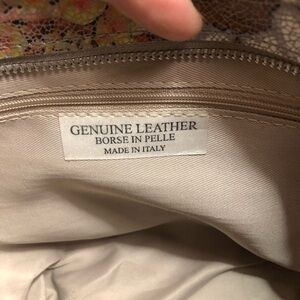 GENUINE LEATHER
BORSE IN PELLE
MADE IN ITALY